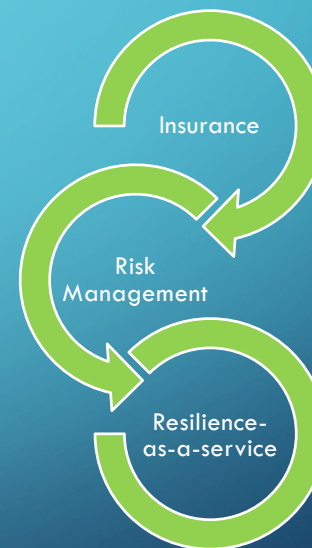 Insurance
Risk
Management
Resilience-
as-a-service